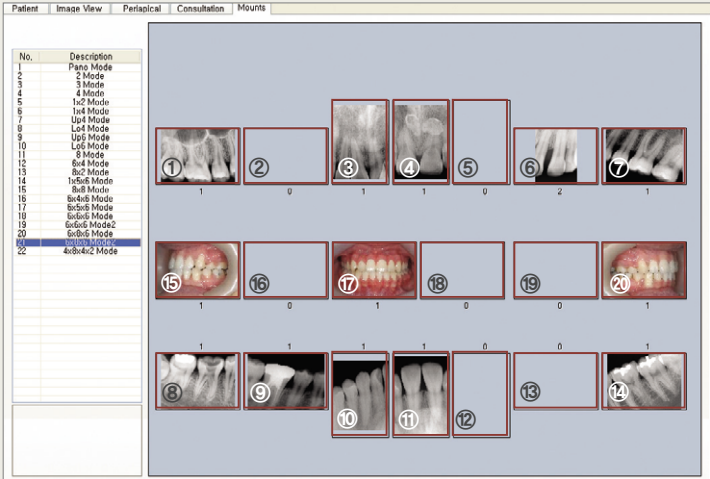 Patient Image View Periapical Consultation Mounts
No. Description
1 Pano Mode
2 2 Mode
3 3 Mode
4 4 Mode
5 1x2 Mode
6 1x4 Mode
7 Up4 Mode
8 Lo4 Mode
9 Up6 Mode
10 Lo6 Mode
11 8 Mode
12 6x4 Mode
13 8x2 Mode
14 1x5x6 Mode
15 8x8 Mode
16 6x4x6 Mode
17 6x5x6 Mode
18 6x6x6 Mode
19 6x6x6 Mode2
20 6x8x6 Mode
21 6x8x6 Mode2
22 4x8x4x2 Mode
① ② ③ ④ ⑤ ⑥ ⑦
1 0 1 1 0 2 1
⑮ ⑯ ⑰ ⑱ ⑲ ⑳
1 0 1 0 0 1
1 1 1 1 0 0 1
⑧ ⑨ ⑩ ⑪ ⑫ ⑬ ⑭